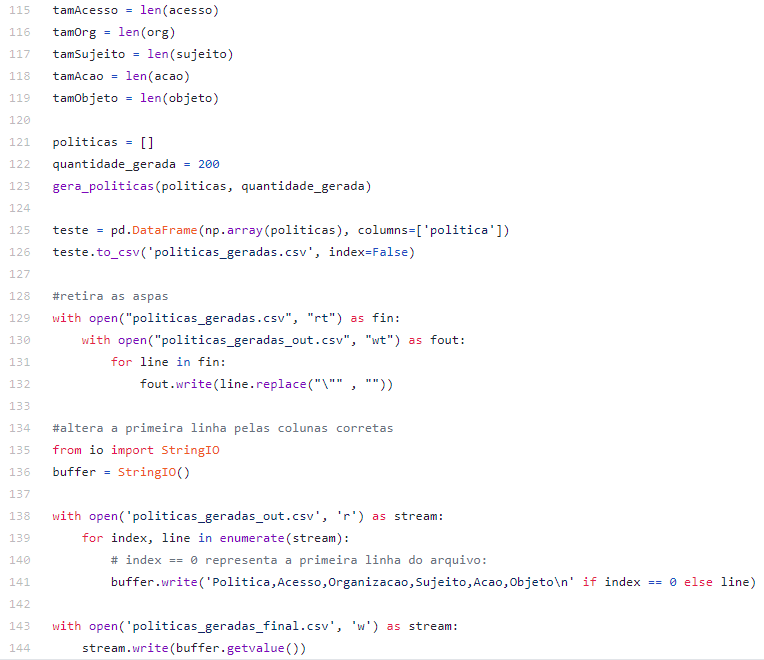 115 tamAcesso = len(acesso)
116 tamOrg = len(org)
117 tamSujeito = len(sujeito)
118 tamAcao = len(acao)
119 tamObjeto = len(objeto)
120
121 politicas = []
122 quantidade_gerada = 200
123 gera_politicas(politicas, quantidade_gerada)
124
125 teste = pd.DataFrame(np.array(politicas), columns=['politica'])
126 teste.to_csv('politicas_geradas.csv', index=False)
127
128 #retira as aspas
129 with open("politicas_geradas.csv", "rt") as fin:
130     with open("politicas_geradas_out.csv", "wt") as fout:
131         for line in fin:
132             fout.write(line.replace("\"" , ""))
133
134 #altera a primeira linha pelas colunas corretas
135 from io import StringIO
136 buffer = StringIO()
137
138 with open('politicas_geradas_out.csv', 'r') as stream:
139     for index, line in enumerate(stream):
140         # index == 0 representa a primeira linha do arquivo:
141         buffer.write('Politica,Acesso,Organizacao,Sujeito,Acao,Objeto\n' if index == 0 else line)
142
143 with open('politicas_geradas_final.csv', 'w') as stream:
144     stream.write(buffer.getvalue())